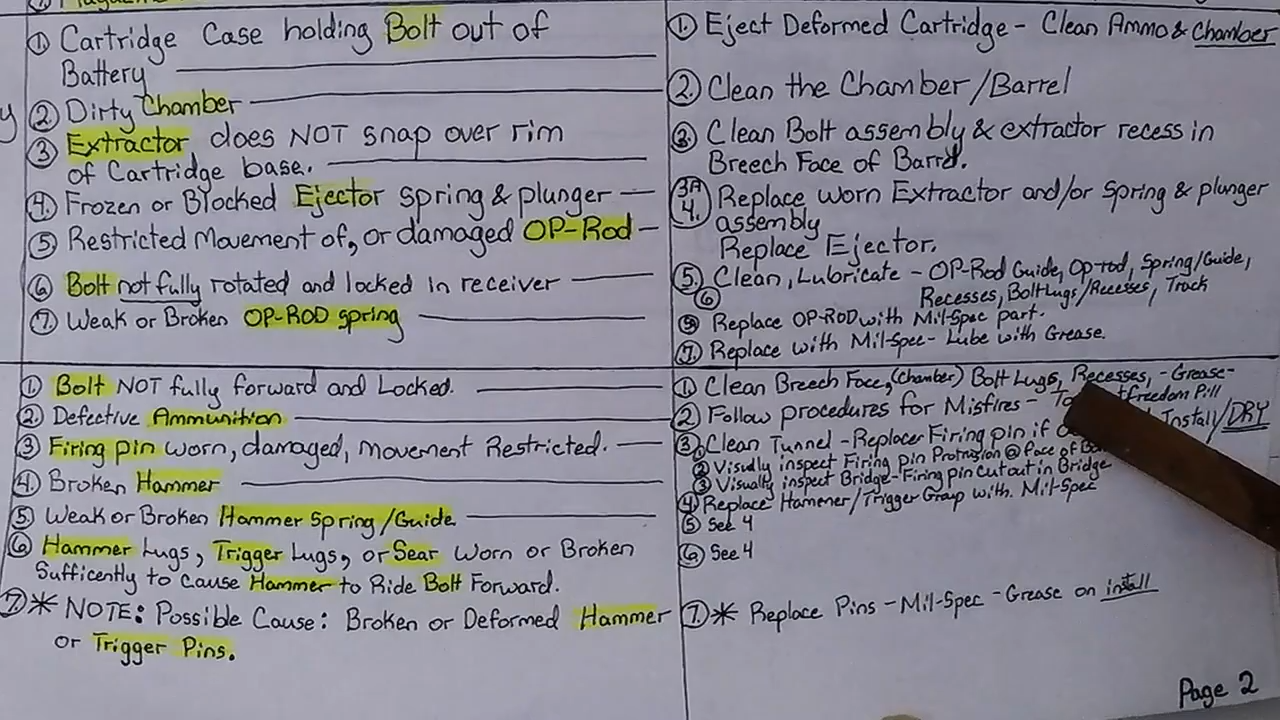 ① Cartridge Case holding Bolt out of
Battery
② Dirty Chamber
③ Extractor does NOT snap over rim
of Cartridge base.
④ Frozen or Blocked Ejector spring & plunger
⑤ Restricted Movement of, or damaged OP-Rod
⑥ Bolt not fully rotated and locked in receiver
⑦ Weak or Broken OP-ROD spring
① Eject Deformed Cartridge - Clean Ammo & Chamber
②. Clean the Chamber / Barrel
③ Clean Bolt assembly & extractor recess in
Breech Face of Barrel.
3A 4. Replace worn Extractor and/or spring & plunger
assembly
Replace Ejector.
⑤. Clean, Lubricate - OP-Rod Guide, Op-rod, Spring/Guide,
⑥ Recesses, Bolt Lugs/Recesses, Track
Replace OP-ROD with Mil-Spec part.
⑦. Replace with Mil-Spec - Lube with Grease.
① Bolt NOT fully forward and Locked.
②. Defective Ammunition
③ Firing pin worn, damaged, movement Restricted.
④ Broken Hammer
⑤. Weak or Broken Hammer Spring / Guide
⑥ Hammer Lugs, Trigger Lugs, or Sear Worn or Broken
Sufficently to cause Hammer to Ride Bolt Forward.
⑦* NOTE: Possible Cause: Broken or Deformed Hammer
or Trigger Pins.
① Clean Breech Face, (Chamber) Bolt Lugs, Recesses, - Grease -
② Follow procedures for Misfires - Freedom Pill
③ Clean Tunnel - Replacer Firing pin if Install/DRY
② Visually inspect Firing Pin Protrusion @ face of
③ Visually inspect Bridge - Firing pin cutout in Bridge
④ Replace Hammer/Trigger Group with Mil-Spec
⑤ See 4
⑥ See 4
⑦* Replace Pins - Mil-Spec - Grease on install
Page 2